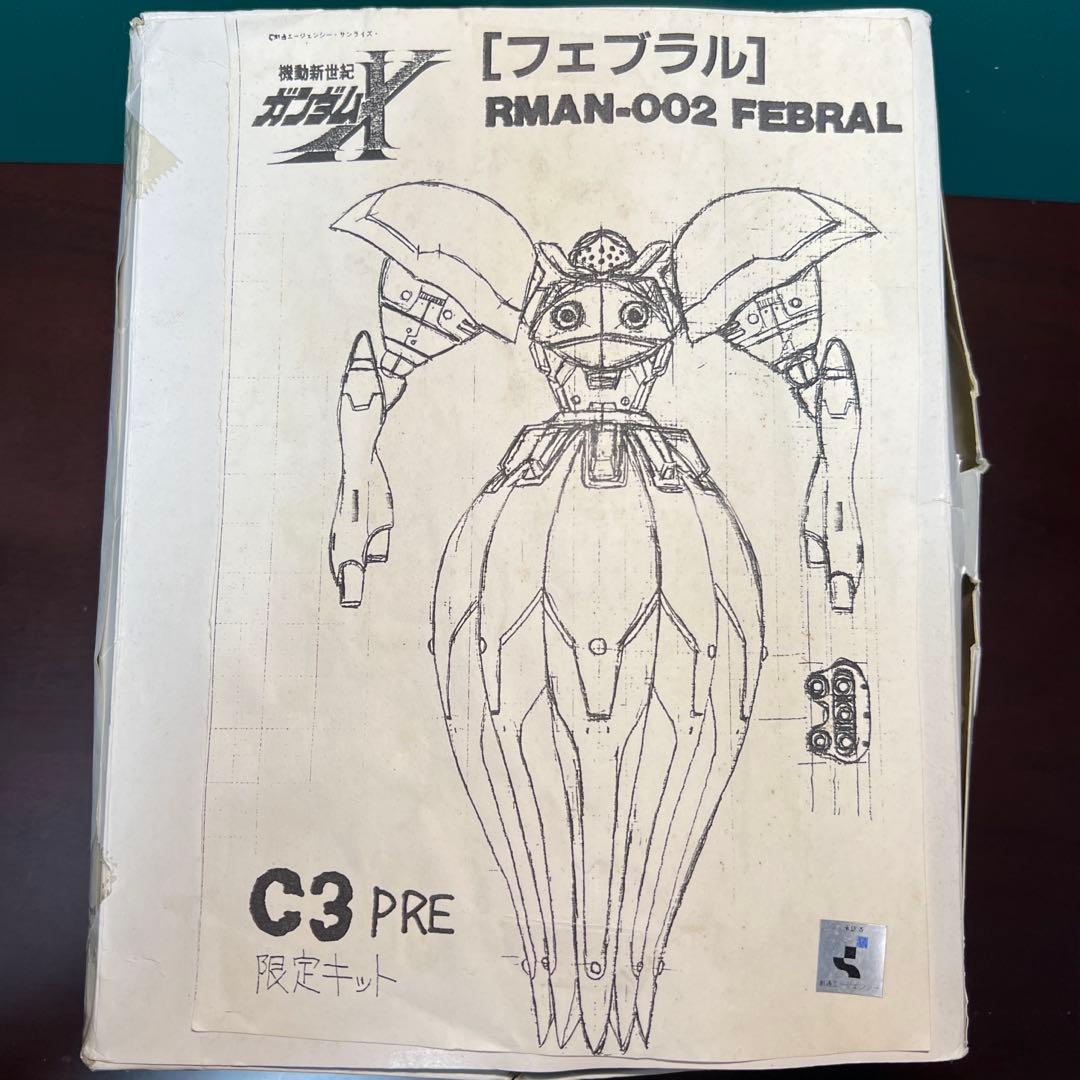 創通エージェンシー・サンライズ・
機動新世紀
ガンダムX
[フェブラル]
RMAN-002 FEBRAL
C3 PRE
限定キット
創通エージェンシー